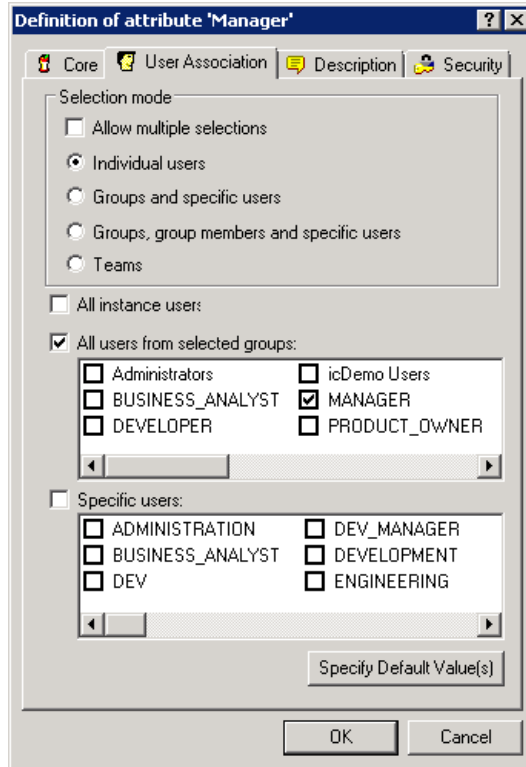 Definition of attribute 'Manager'
Core User Association Description Security
Selection mode
Allow multiple selections
Individual users
Groups and specific users
Groups, group members and specific users
Teams
All instance users
All users from selected groups:
Administrators icDemo Users
BUSINESS_ANALYST MANAGER
DEVELOPER PRODUCT_OWNER
Specific users:
ADMINISTRATION DEV_MANAGER
BUSINESS_ANALYST DEVELOPMENT
DEV ENGINEERING
Specify Default Value(s)
OK Cancel